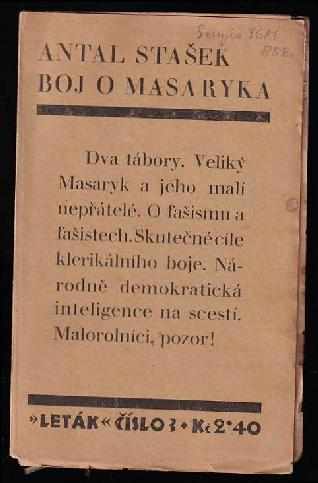 ANTAL STAŠEK
BOJ O MASARYKA
Dva tábory. Veliký
Masaryk a jeho malí
nepřátelé. O fašismu a
fašistech. Skutečné cíle
klerikálního boje. Ná-
rodně demokratická
inteligence na scestí.
Malorolníci, pozor!
»LETÁK« ČÍSLO 3 • Kč 2•40